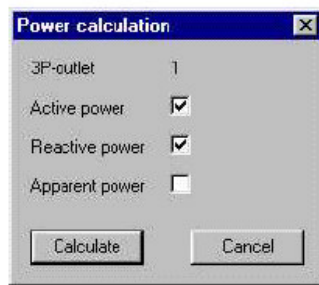 Power calculation
3P-outlet 1
Active power
Reactive power
Apparent power
Calculate Cancel